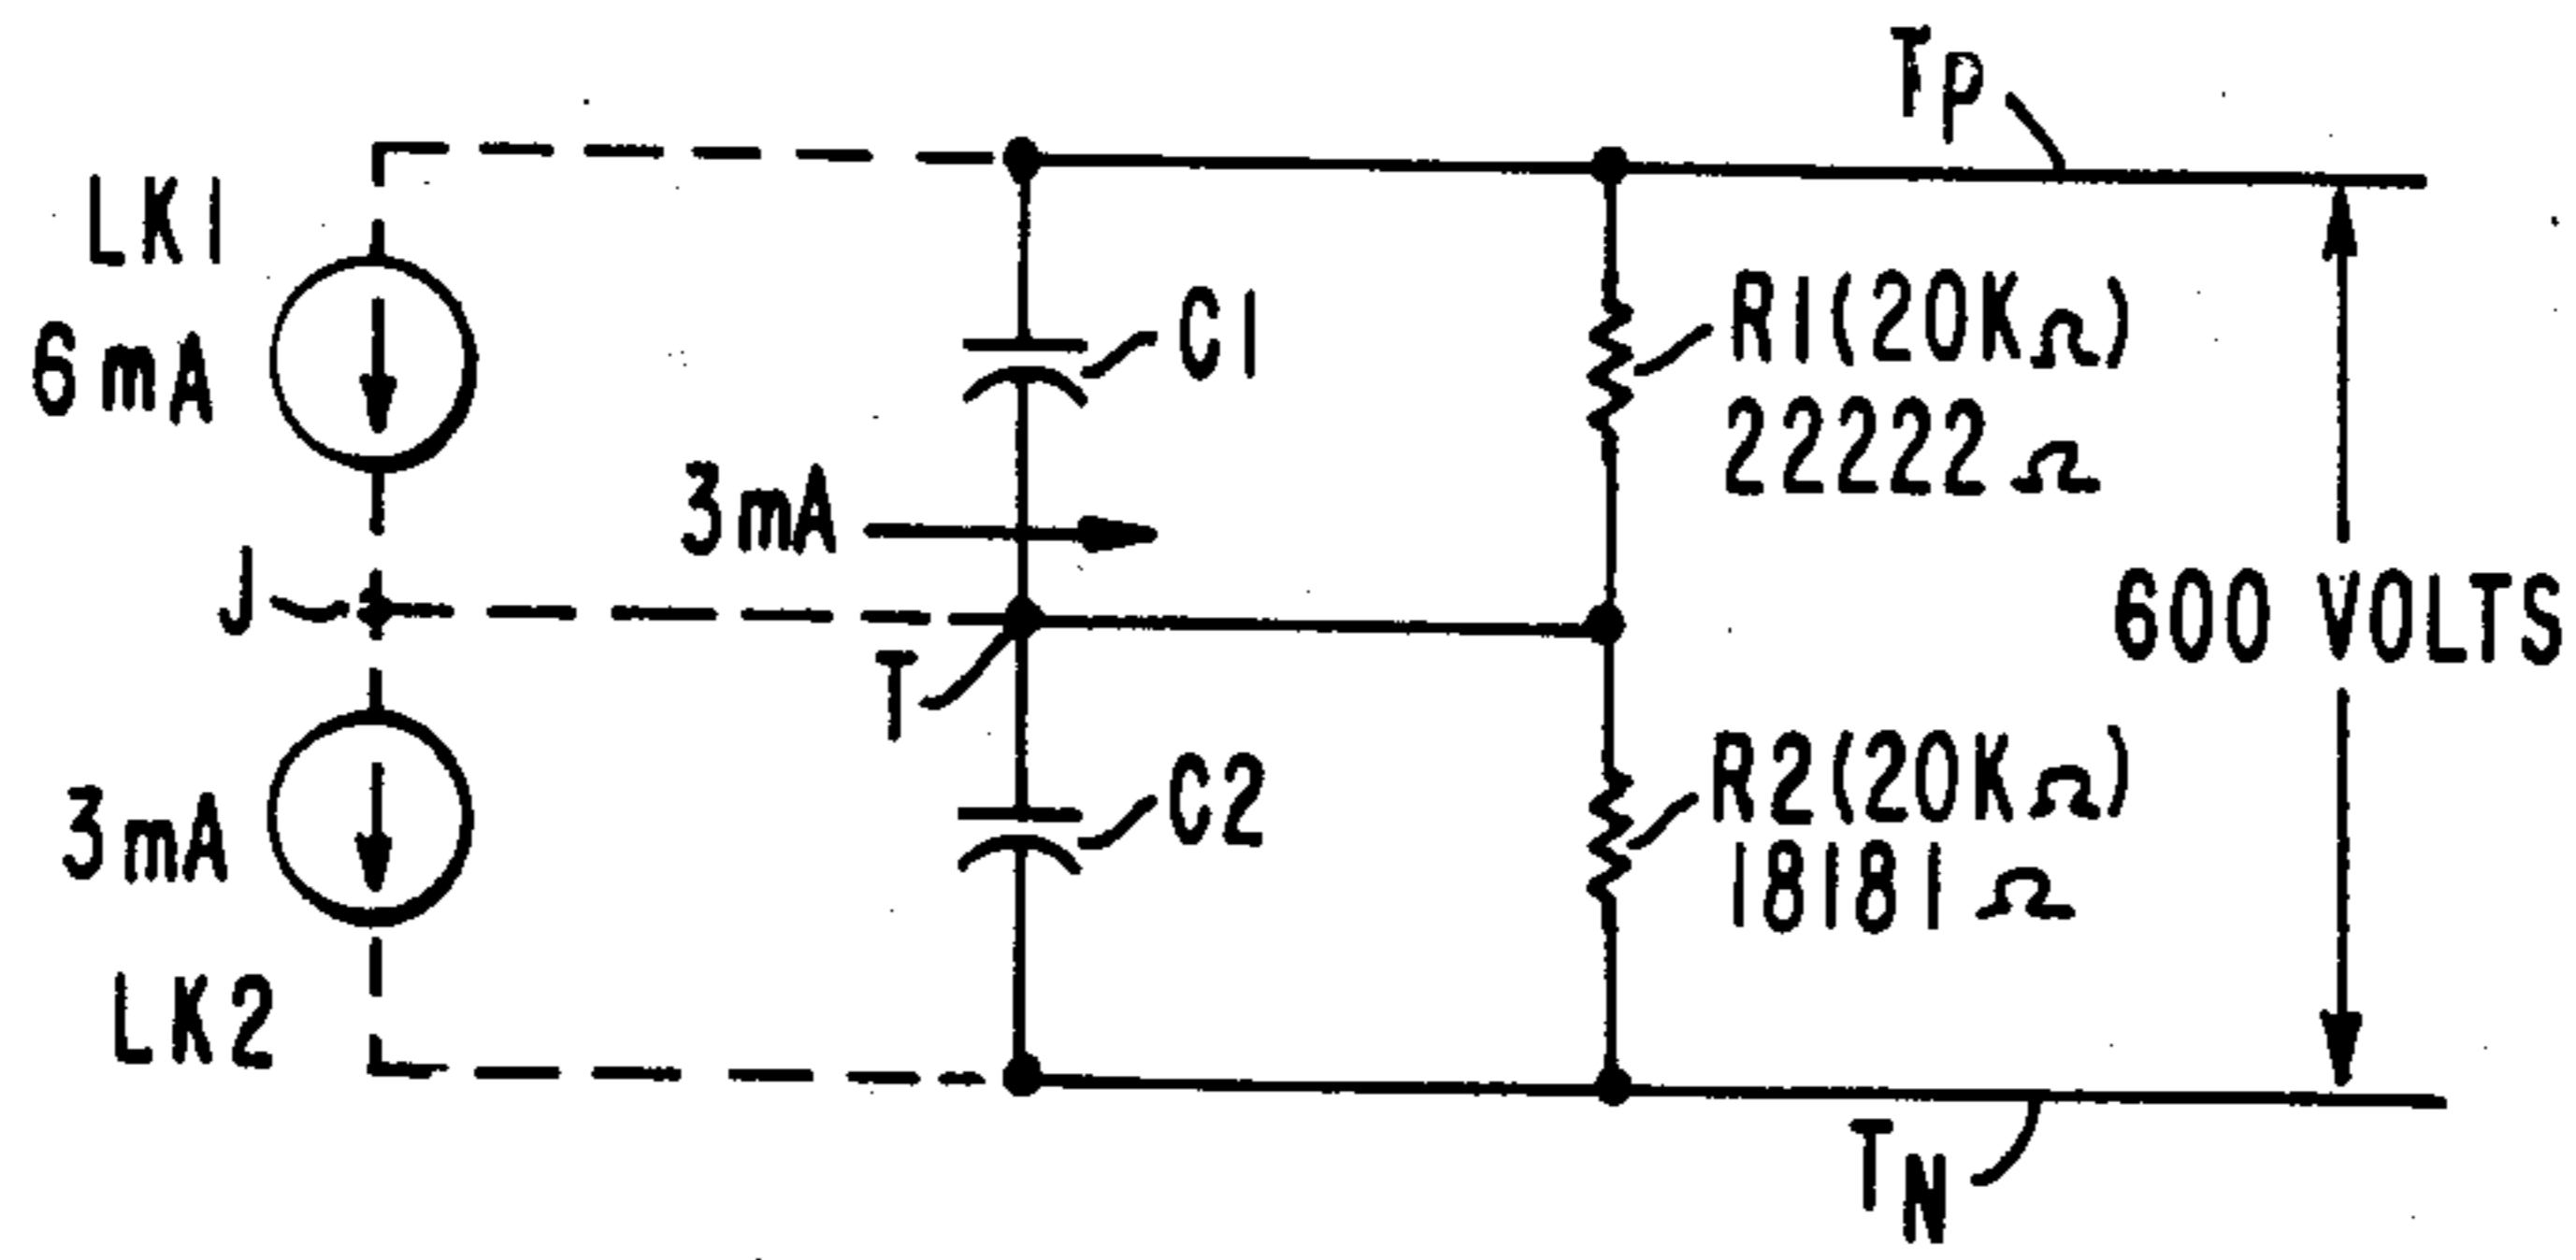 TP
LK1
6mA
C1
R1(20KΩ)
22222Ω
3mA
J
T
600 VOLTS
3mA
LK2
C2
R2(20KΩ)
18181Ω
TN